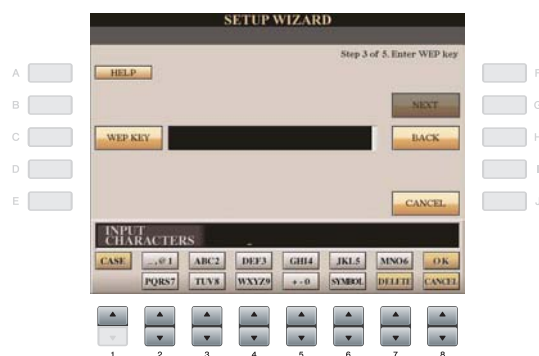 SETUP WIZARD
Step 3 of 5. Enter WEP key
A
HELP
F
B
NEXT
G
C
WEP KEY
BACK
H
D
I
E
CANCEL
J
INPUT
CHARACTERS
CASE .,@1 ABC2 DEF3 GHI4 JKL5 MNO6 OK
PQRS7 TUV8 WXYZ9 + - 0 SYMBOL DELETE CANCEL
1 2 3 4 5 6 7 8